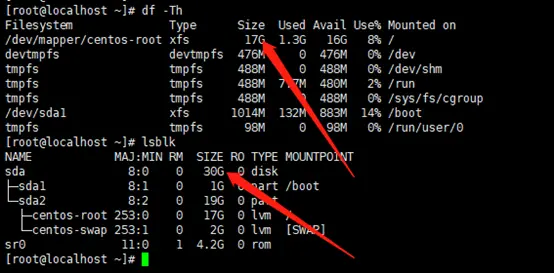 [root@localhost ~]# df -Th
Filesystem Type Size Used Avail Use% Mounted on
/dev/mapper/centos-root xfs 17G 1.3G 16G 8% /
devtmpfs devtmpfs 476M 0 476M 0% /dev
tmpfs tmpfs 488M 0 488M 0% /dev/shm
tmpfs tmpfs 488M 480M 2% /run
tmpfs tmpfs 488M 0 488M 0% /sys/fs/cgroup
/dev/sda1 xfs 1014M 132M 883M 14% /boot
tmpfs tmpfs 98M 0 98M 0% /run/user/0
[root@localhost ~]# lsblk
NAME MAJ:MIN RM SIZE RO TYPE MOUNTPOINT
sda 8:0 0 30G 0 disk
├─sda1 8:1 0 1G 0 part /boot
└─sda2 8:2 0 19G 0 part
├─centos-root 253:0 0 17G 0 lvm /
└─centos-swap 253:1 0 2G 0 lvm [SWAP]
sr0 11:0 1 4.2G 0 rom
[root@localhost ~]#